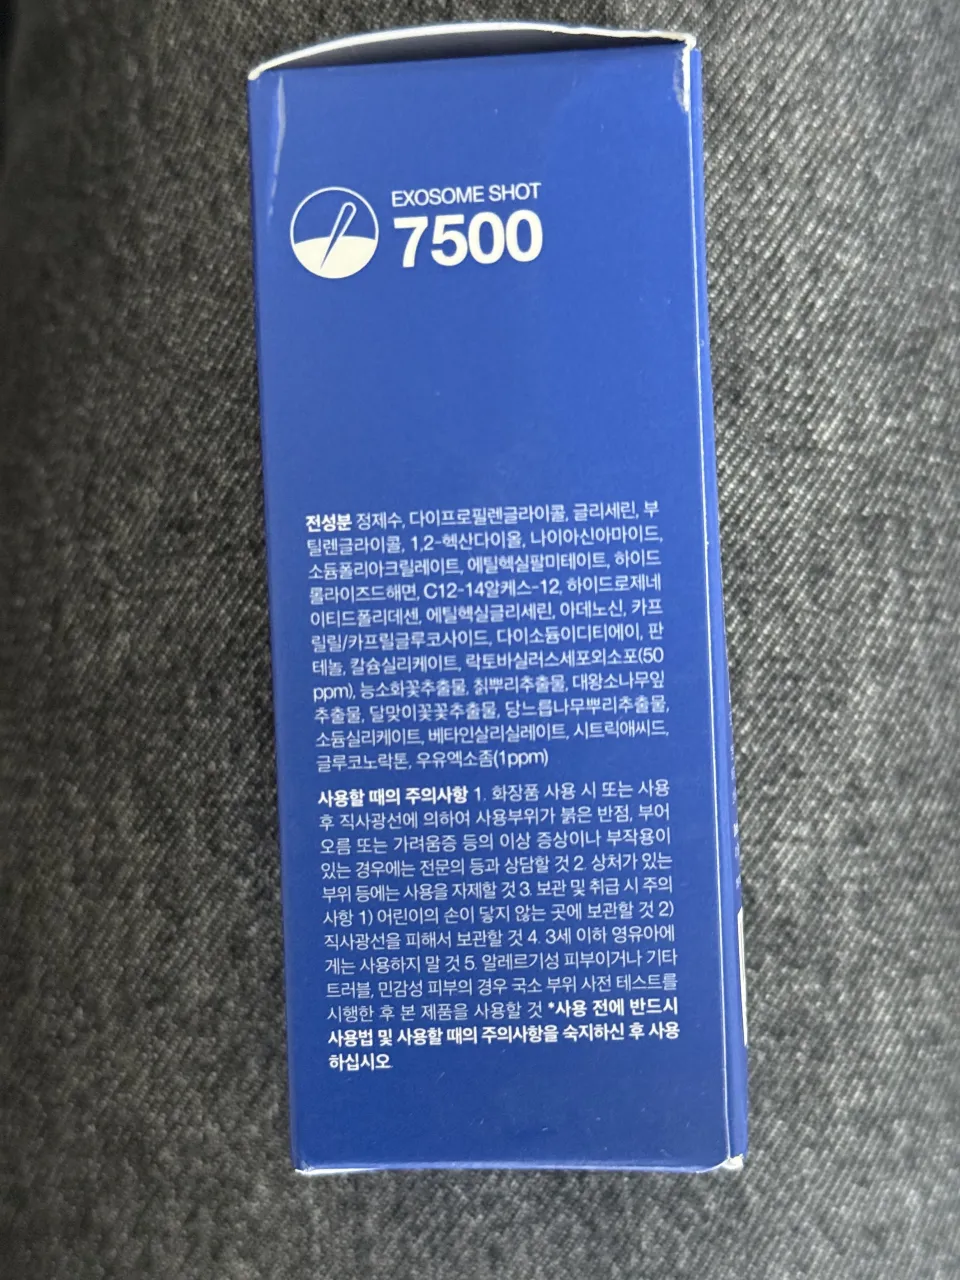 EXOSOME SHOT
7500
전성분 정제수, 다이프로필렌글라이콜, 글리세린, 부
틸렌글라이콜, 1,2-헥산다이올, 나이아신아마이드,
소듐폴리아크릴레이트, 에틸헥실팔미테이트, 하이드
롤라이즈드해면, C12-14알케스-12, 하이드로제네
이티드폴리데센, 에틸헥실글리세린, 아데노신, 카프
릴릴/카프릴글루코사이드, 다이소듐이디티에이, 판
테놀, 칼슘실리케이트, 락토바실러스세포외소포(50
ppm), 능소화꽃추출물, 칡뿌리추출물, 대왕소나무잎
추출물, 달맞이꽃꽃추출물, 당느릅나무뿌리추출물,
소듐실리케이트, 베타인살리실레이트, 시트릭애씨드,
글루코노락톤, 우유엑소좀(1ppm)
사용할 때의 주의사항 1. 화장품 사용 시 또는 사용
후 직사광선에 의하여 사용부위가 붉은 반점, 부어
오름 또는 가려움증 등의 이상 증상이나 부작용이
있는 경우에는 전문의 등과 상담할 것 2. 상처가 있는
부위 등에는 사용을 자제할 것 3. 보관 및 취급 시 주의
사항 1) 어린이의 손이 닿지 않는 곳에 보관할 것 2)
직사광선을 피해서 보관할 것 4. 3세 이하 영유아에
게는 사용하지 말 것 5. 알레르기성 피부이거나 기타
트러블, 민감성 피부의 경우 국소 부위 사전 테스트를
시행한 후 본 제품을 사용할 것 *사용 전에 반드시
사용법 및 사용할 때의 주의사항을 숙지하신 후 사용
하십시오.